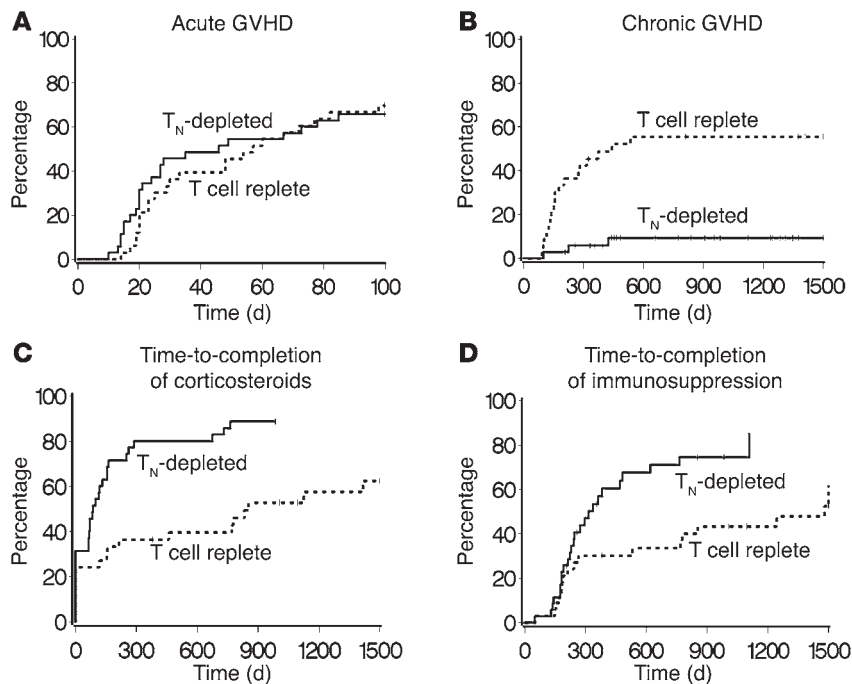 A
Acute GVHD
Percentage
100
80
60
40
20
0
T_N-depleted
T cell replete
0 20 40 60 80 100
Time (d)
B
Chronic GVHD
Percentage
100
80
60
40
20
0
T cell replete
T_N-depleted
0 300 600 900 1200 1500
Time (d)
C
Time-to-completion
of corticosteroids
Percentage
100
80
60
40
20
0
T_N-depleted
T cell replete
0 300 600 900 1200 1500
Time (d)
D
Time-to-completion
of immunosuppression
Percentage
100
80
60
40
20
0
T_N-depleted
T cell replete
0 300 600 900 1200 1500
Time (d)